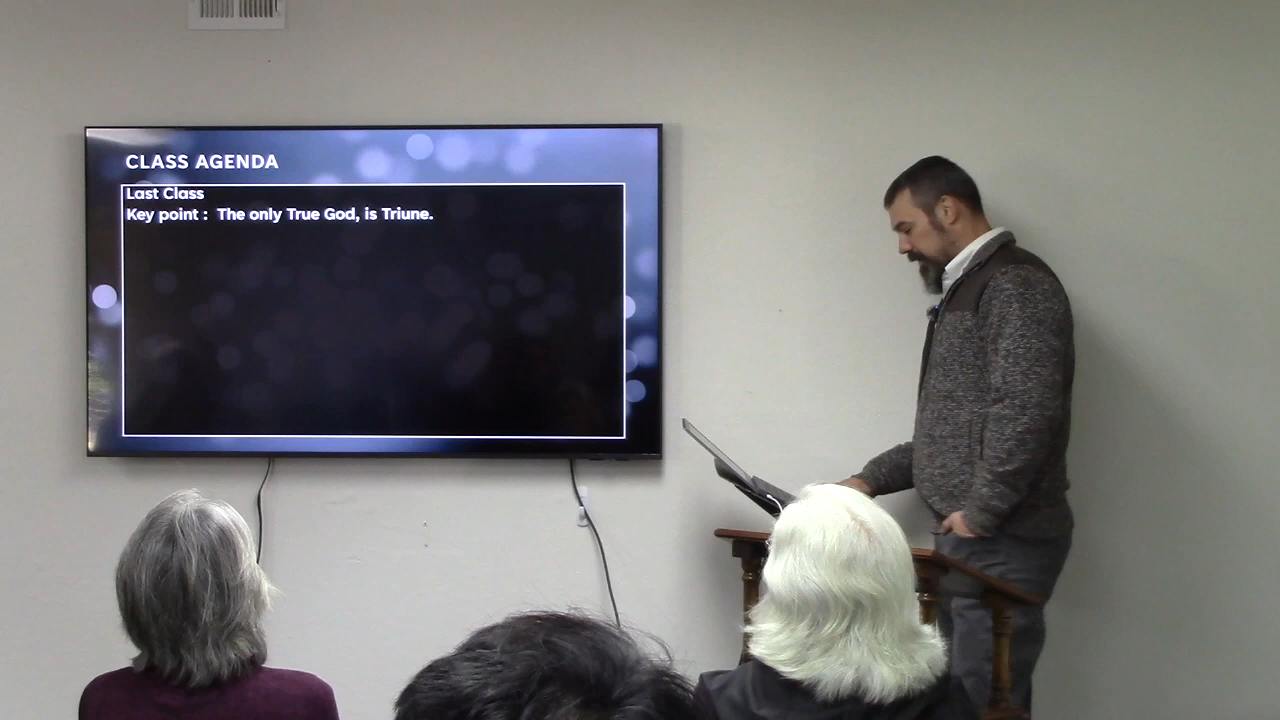 CLASS AGENDA
Last Class
Key point : The only True God, is Triune.